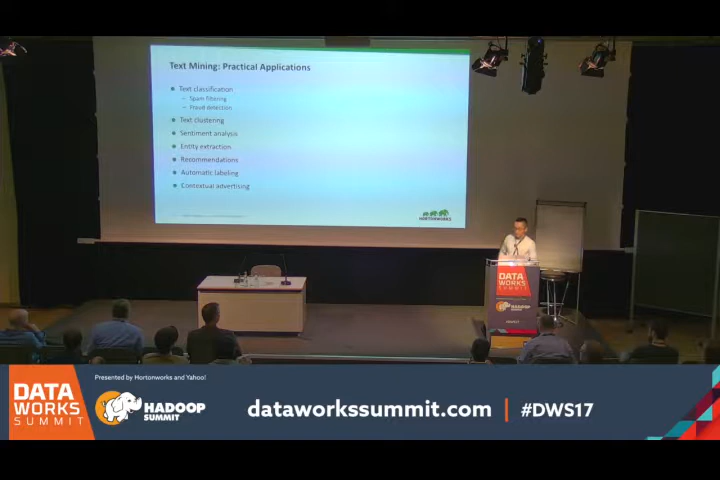 Text Mining: Practical Applications
Text classification
– Spam filtering
– Fraud detection
Text clustering
Sentiment analysis
Entity extraction
Recommendations
Automatic labeling
Contextual advertising
HORTONWORKS
DATA
WORKS
SUMMIT
HADOOP
SUMMIT
Presented by Hortonworks and Yahoo!
DATA
WORKS
SUMMIT
HADOOP
SUMMIT
dataworkssummit.com
#DWS17